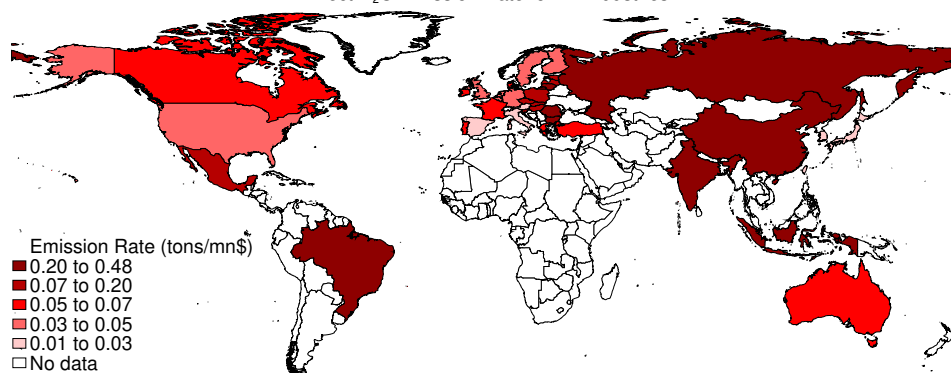 Emission Rate (tons/mn$)
0.20 to 0.48
0.07 to 0.20
0.05 to 0.07
0.03 to 0.05
0.01 to 0.03
No data